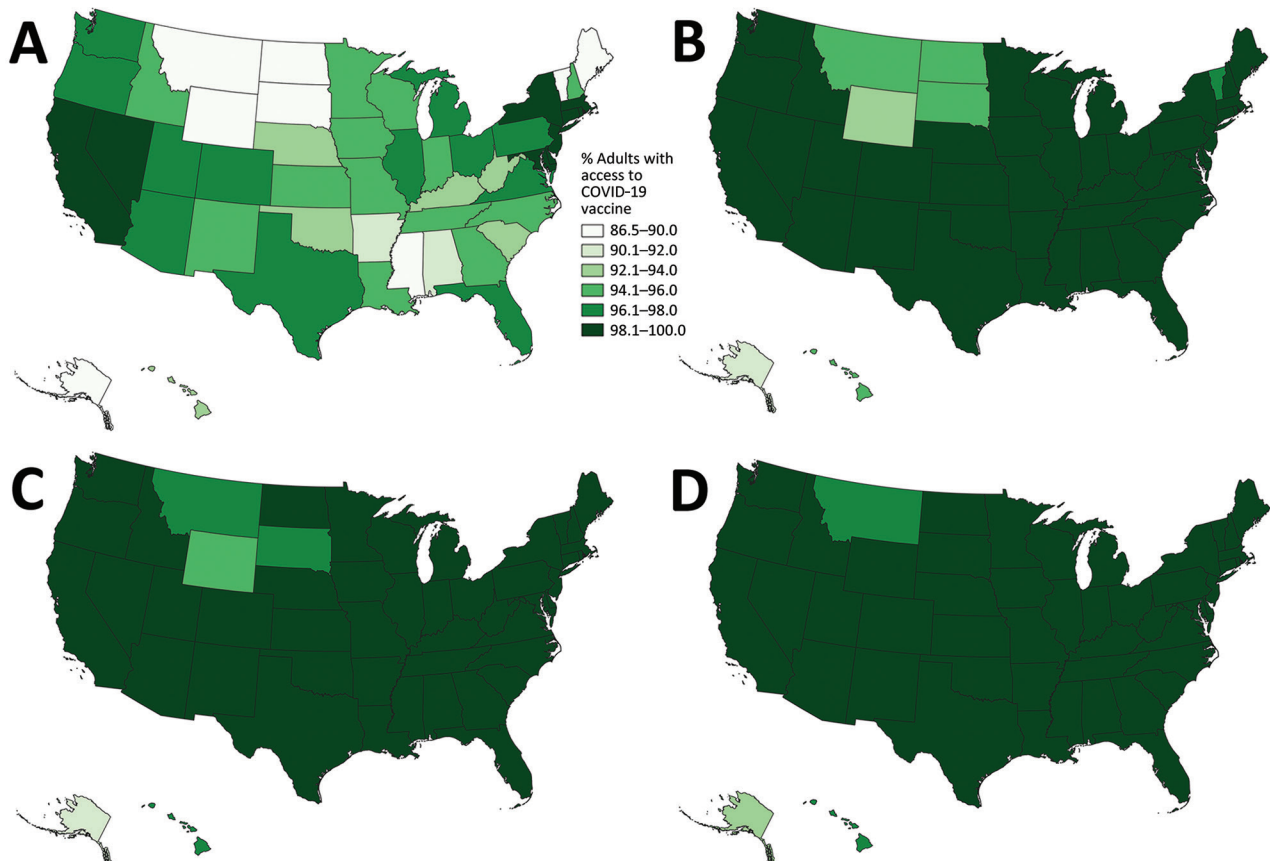 A
B
% Adults with
access to
COVID-19
vaccine
86.5–90.0
90.1–92.0
92.1–94.0
94.1–96.0
96.1–98.0
98.1–100.0
C
D